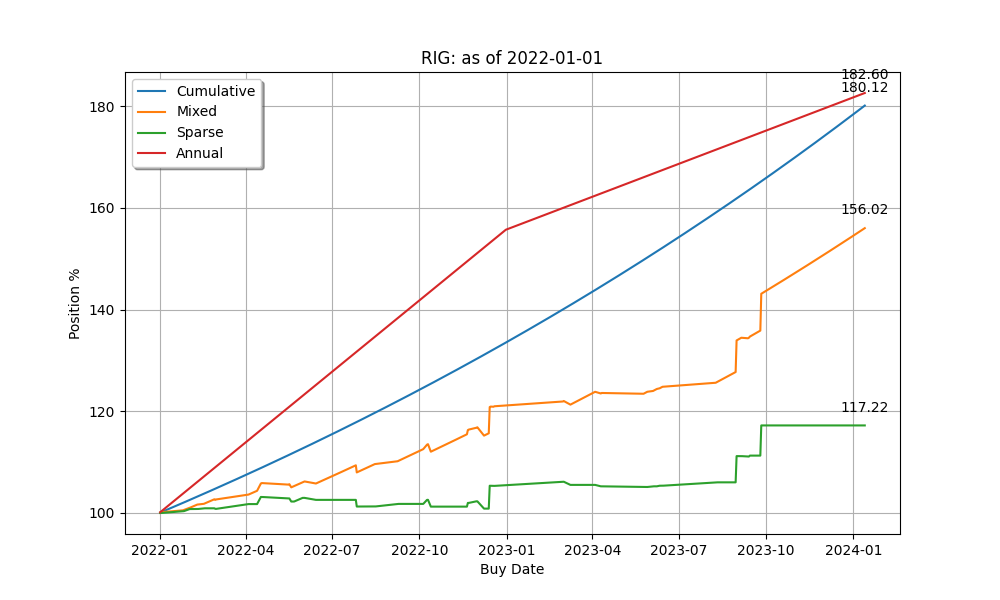 RIG: as of 2022-01-01
Cumulative
Mixed
Sparse
Annual
182.60
180.12
156.02
117.22
Position %
180
160
140
120
100
2022-01
2022-04
2022-07
2022-10
2023-01
2023-04
2023-07
2023-10
2024-01
Buy Date